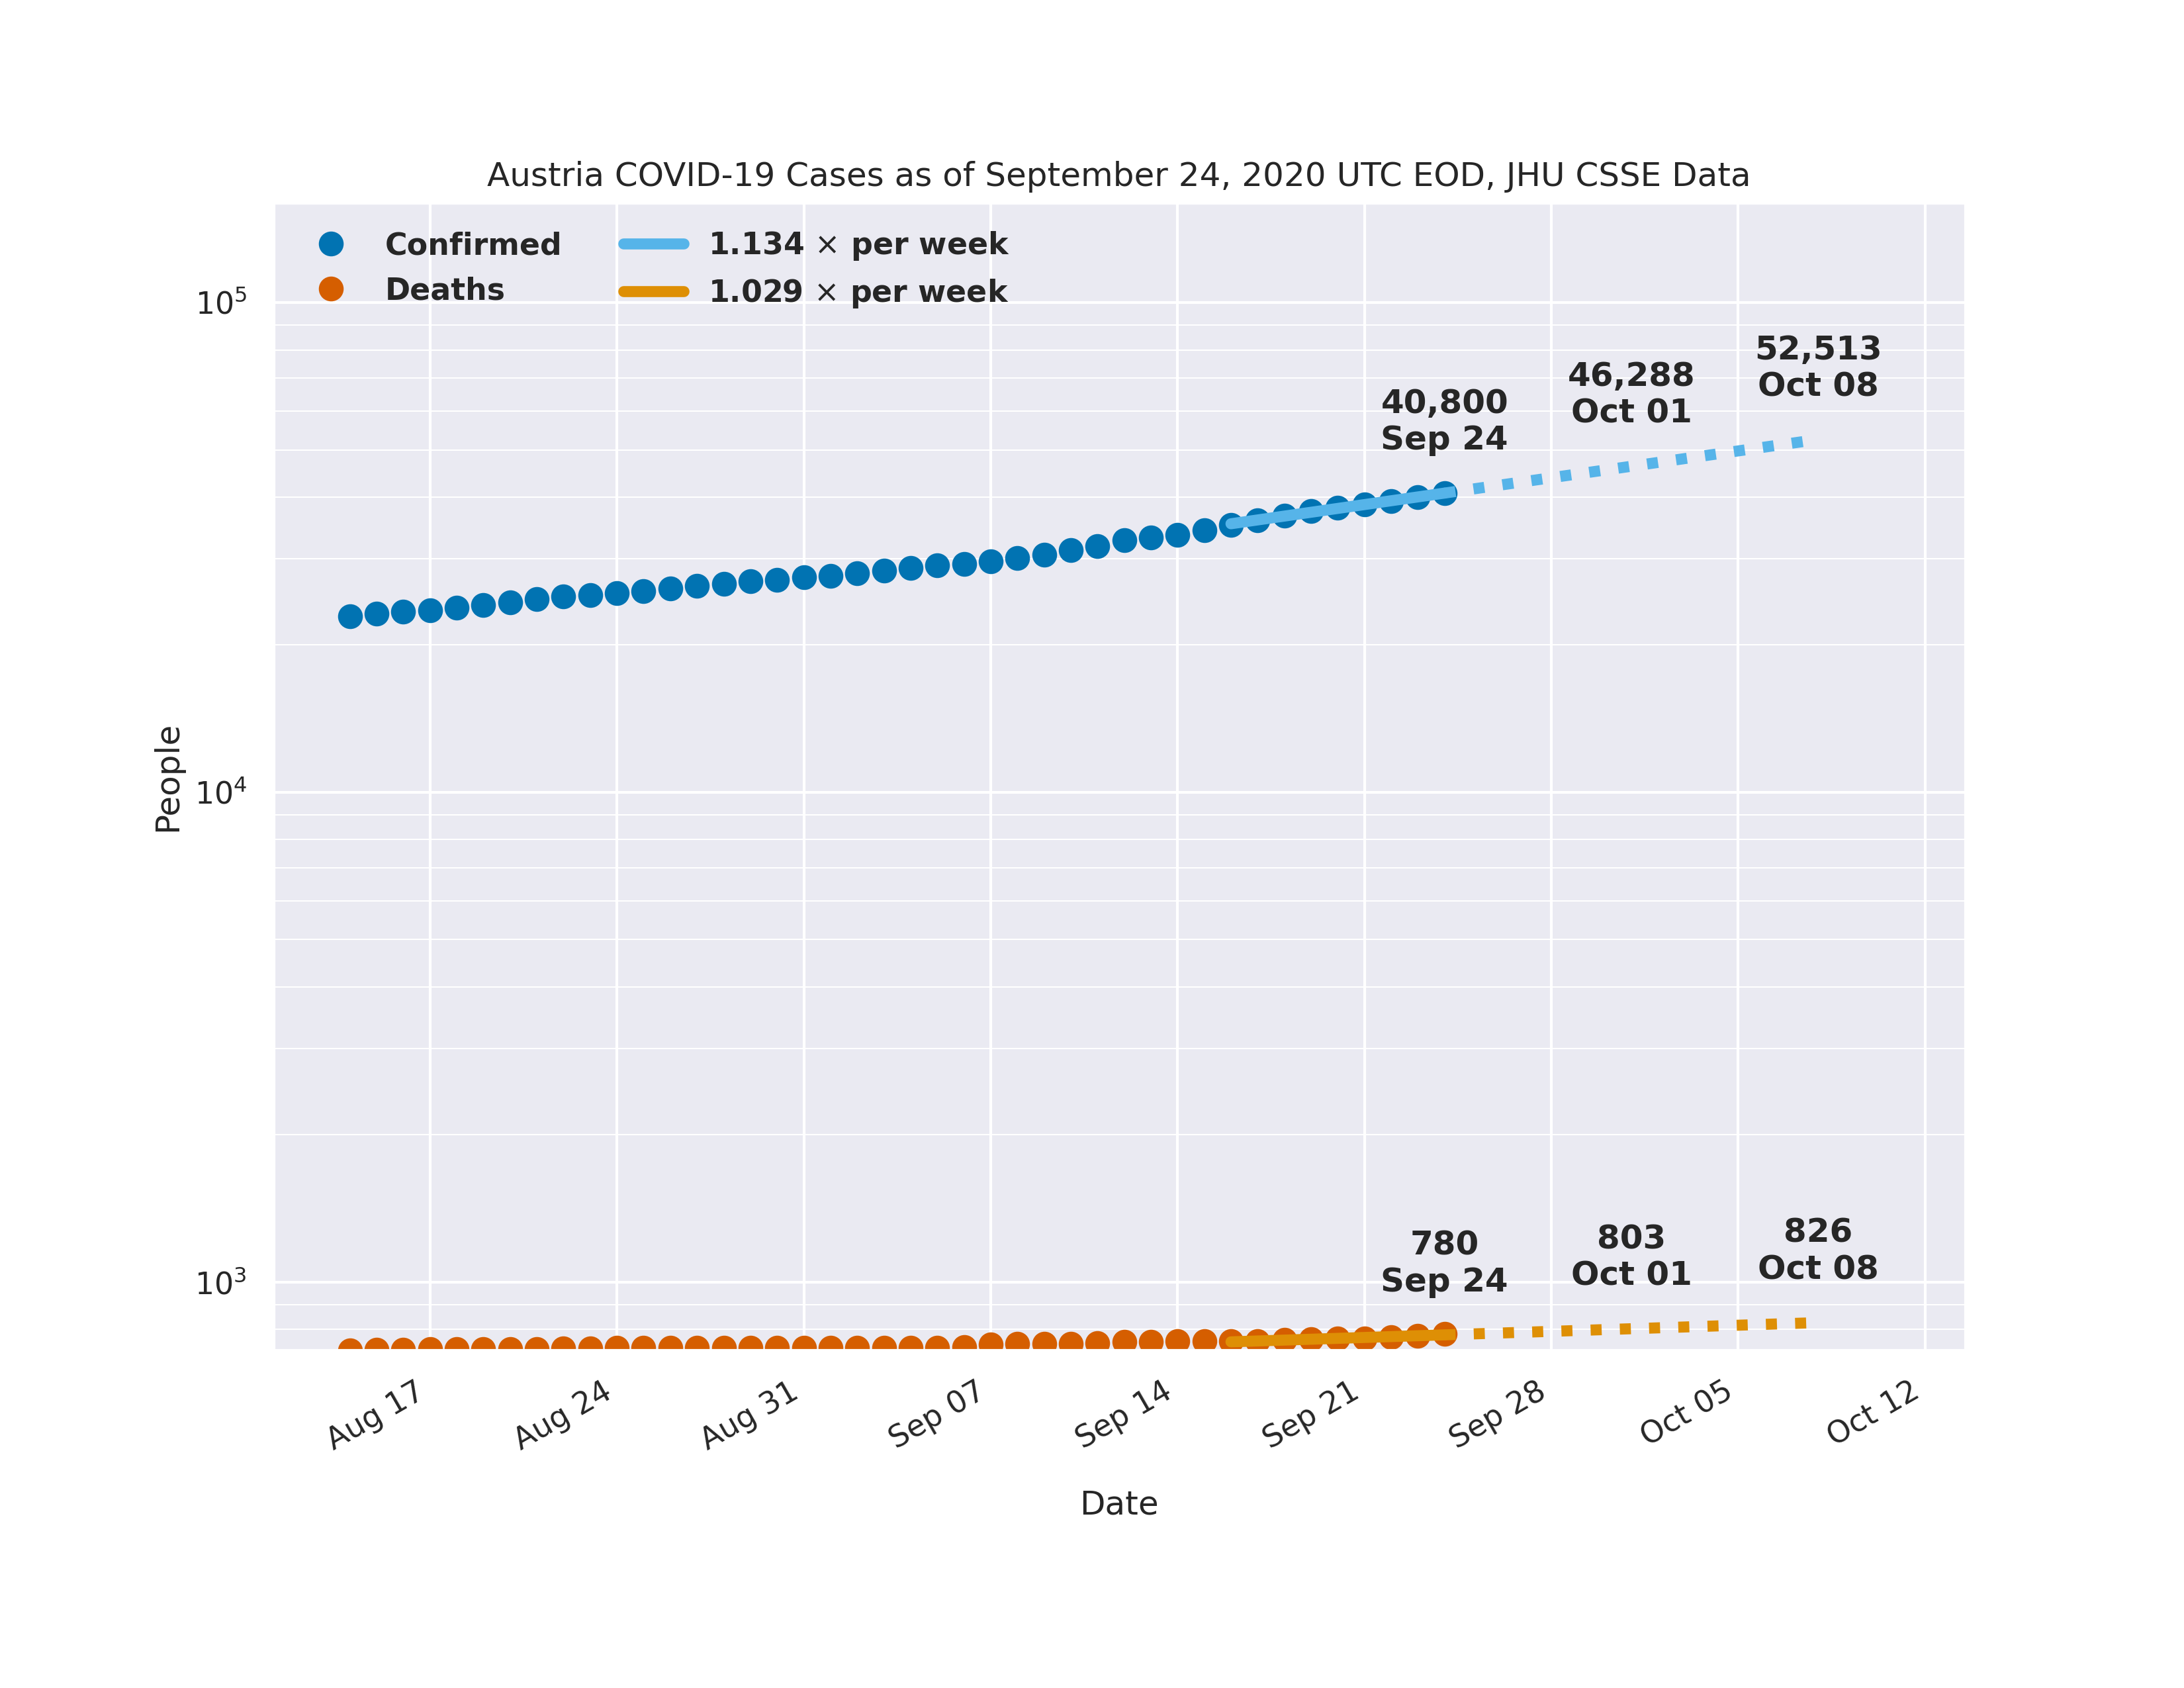 Austria COVID-19 Cases as of September 24, 2020 UTC EOD, JHU CSSE Data
Confirmed
Deaths
1.134 × per week
1.029 × per week
10⁵
10⁴
10³
People
40,800
Sep 24
46,288
Oct 01
52,513
Oct 08
780
Sep 24
803
Oct 01
826
Oct 08
Aug 17
Aug 24
Aug 31
Sep 07
Sep 14
Sep 21
Sep 28
Oct 05
Oct 12
Date